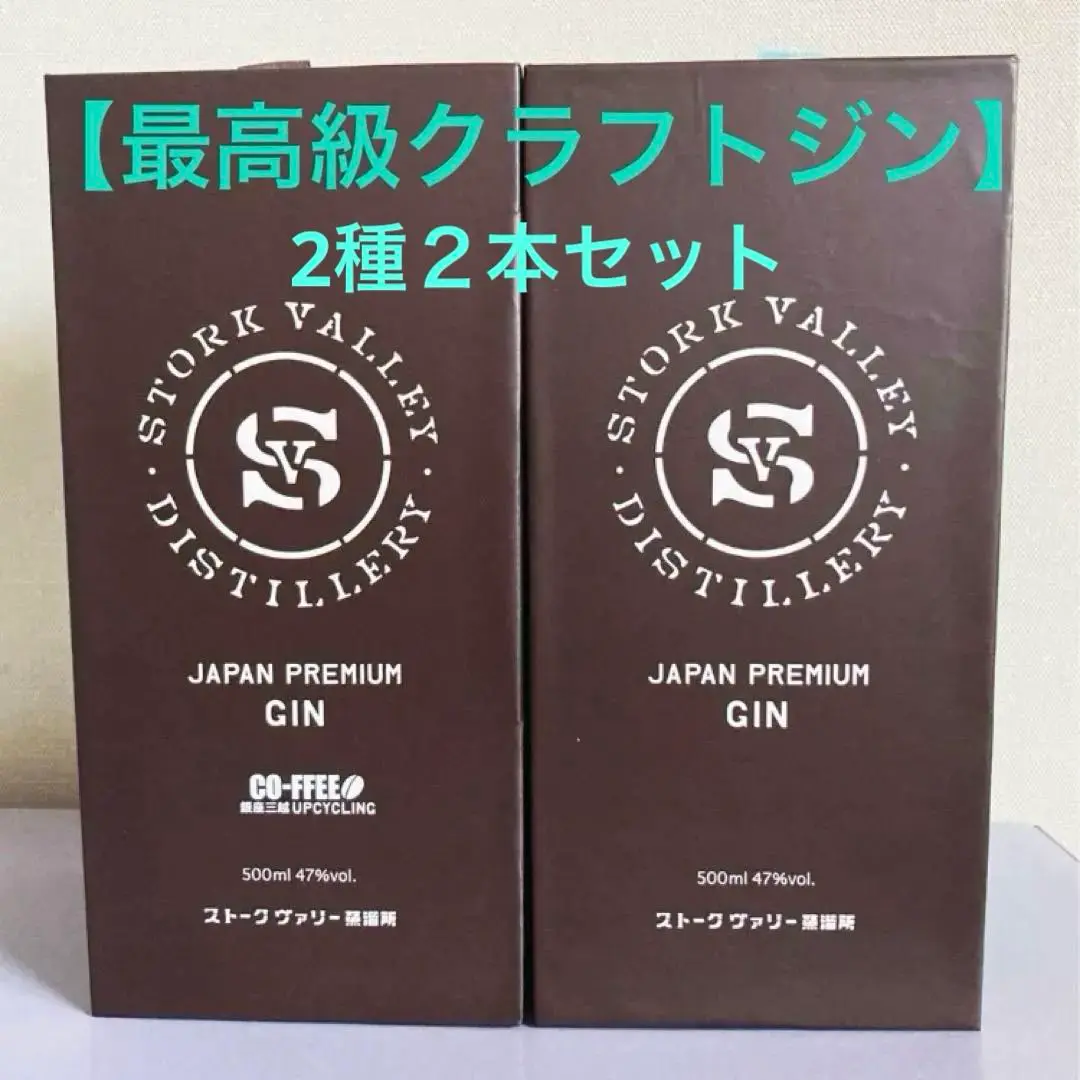 【最高級クラフトジン】
2種２本セット
STORK VALLEY
DISTILLERY
SV
JAPAN PREMIUM
GIN
CO-FFEE
銀座三越 UPCYCLING
500ml 47%vol.
ストーク ヴァリー 蒸溜所
STORK VALLEY
DISTILLERY
SV
JAPAN PREMIUM
GIN
500ml 47%vol.
ストーク ヴァリー 蒸溜所